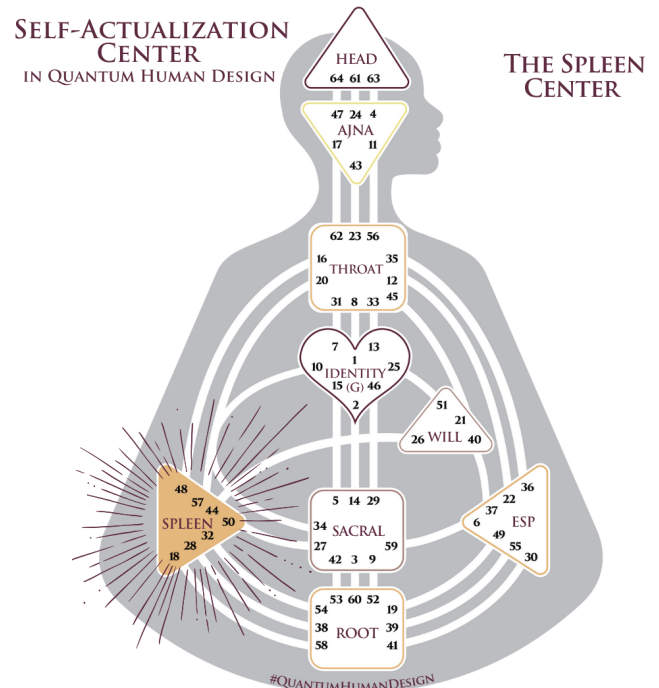 SELF-ACTUALIZATION
CENTER
IN QUANTUM HUMAN DESIGN
THE SPLEEN
CENTER
HEAD
64 61 63
47 24 4
AJNA
17 11
43
62 23 56
16 35
THROAT
20 12
45
31 8 33
7 13
1
10 25
IDENTITY
15 (G) 46
2
51
21
WILL
26 40
48
57
44
SPLEEN 50
32
28
18
5 14 29
34
SACRAL
27 59
42 3 9
36
22
37
6 ESP
49
55
30
53 60 52
54 19
38 ROOT 39
58 41
#QUANTUMHUMANDESIGN